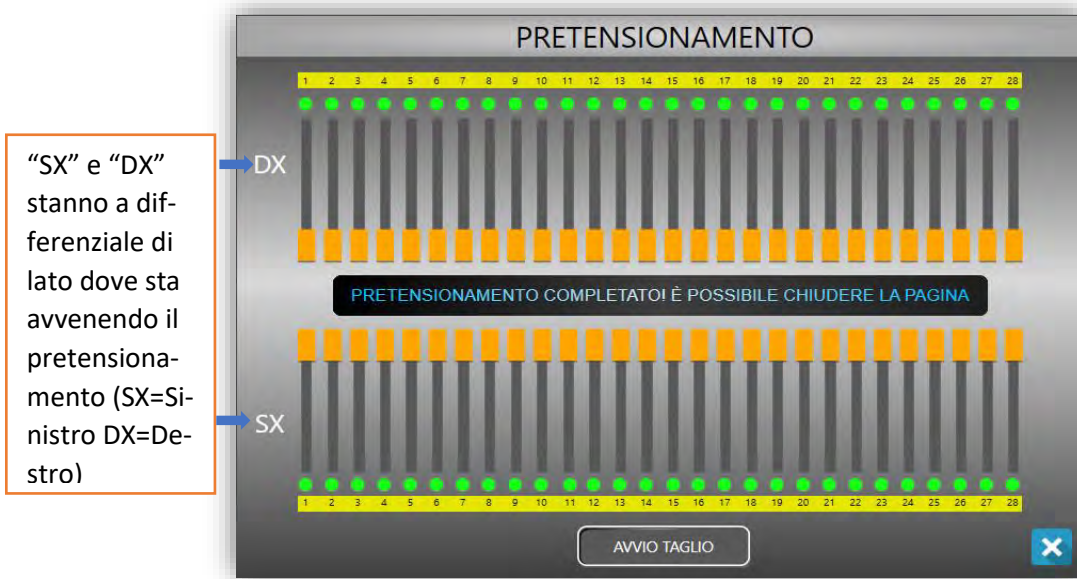 PRETENSIONAMENTO
1 2 3 4 5 6 7 8 9 10 11 12 13 14 15 16 17 18 19 20 21 22 23 24 25 26 27 28
“SX” e “DX”
stanno a dif-
ferenziale di
lato dove sta
avvenendo il
pretensiona-
mento (SX=Si-
nistro DX=De-
stro)
DX
PRETENSIONAMENTO COMPLETATO! È POSSIBILE CHIUDERE LA PAGINA
SX
1 2 3 4 5 6 7 8 9 10 11 12 13 14 15 16 17 18 19 20 21 22 23 24 25 26 27 28
AVVIO TAGLIO